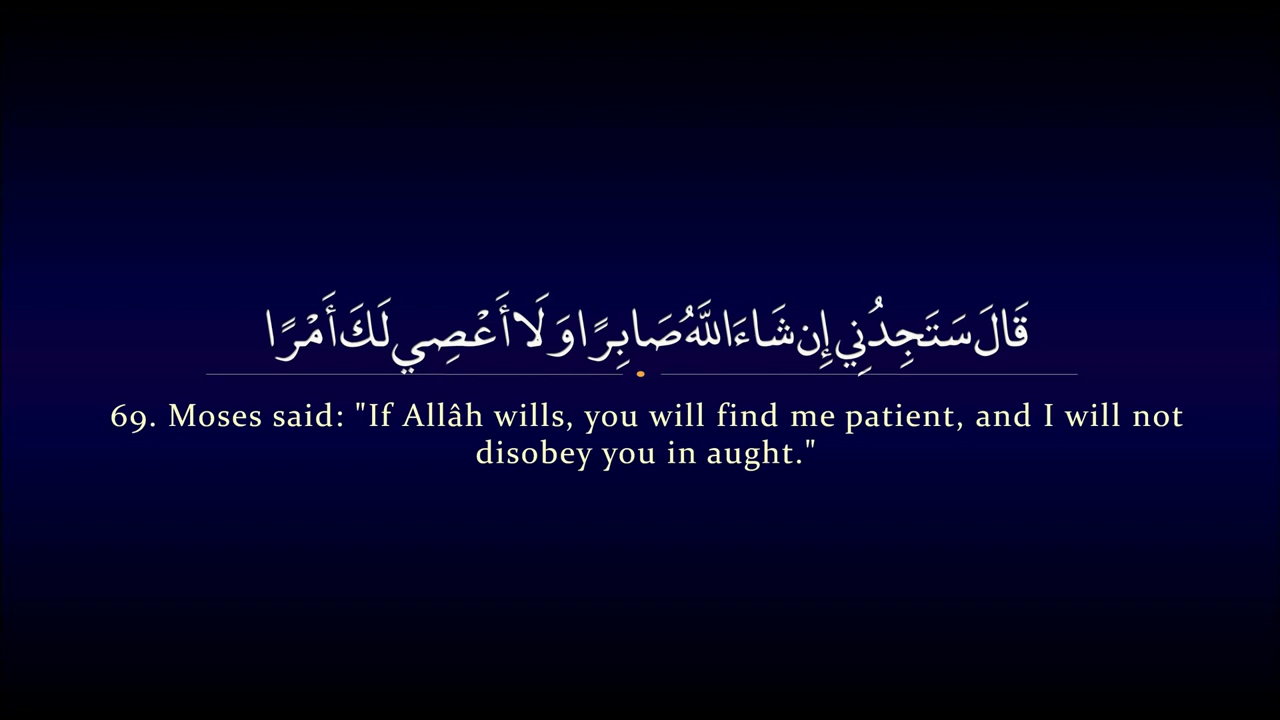 قَالَ سَتَجِدُنِي إِن شَاءَ اللَّهُ صَابِرًا وَلَا أَعْصِي لَكَ أَمْرًا
69. Moses said: "If Allâh wills, you will find me patient, and I will not
disobey you in aught."